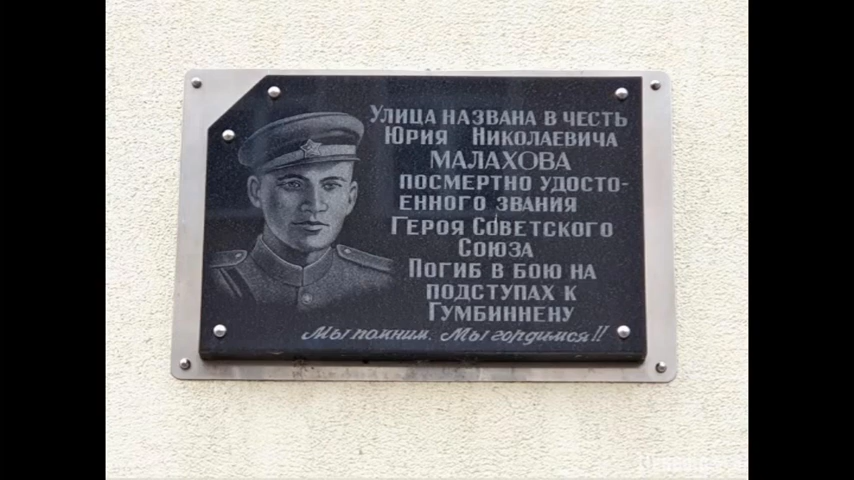 Улица названа в честь
Юрия Николаевича
МАЛАХОВА
посмертно удосто-
енного звания
Героя Советского
Союза
Погиб в бою на
подступах к
Гумбиннену
Мы помним. Мы гордимся!!